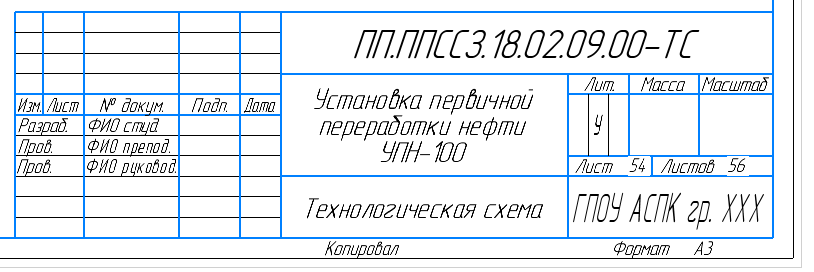 ПП.ППССЗ.18.02.09.00-ТС
Изм. Лист № докум. Подп. Дата
Разраб. ФИО студ.
Пров. ФИО препод.
Пров. ФИО руковод.
Установка первичной
переработки нефти
УПН-100
Лит. Масса Масштаб
У
Лист 54 Листов 56
Технологическая схема
ГПОУ АСПК гр. ХХХ
Копировал Формат А3